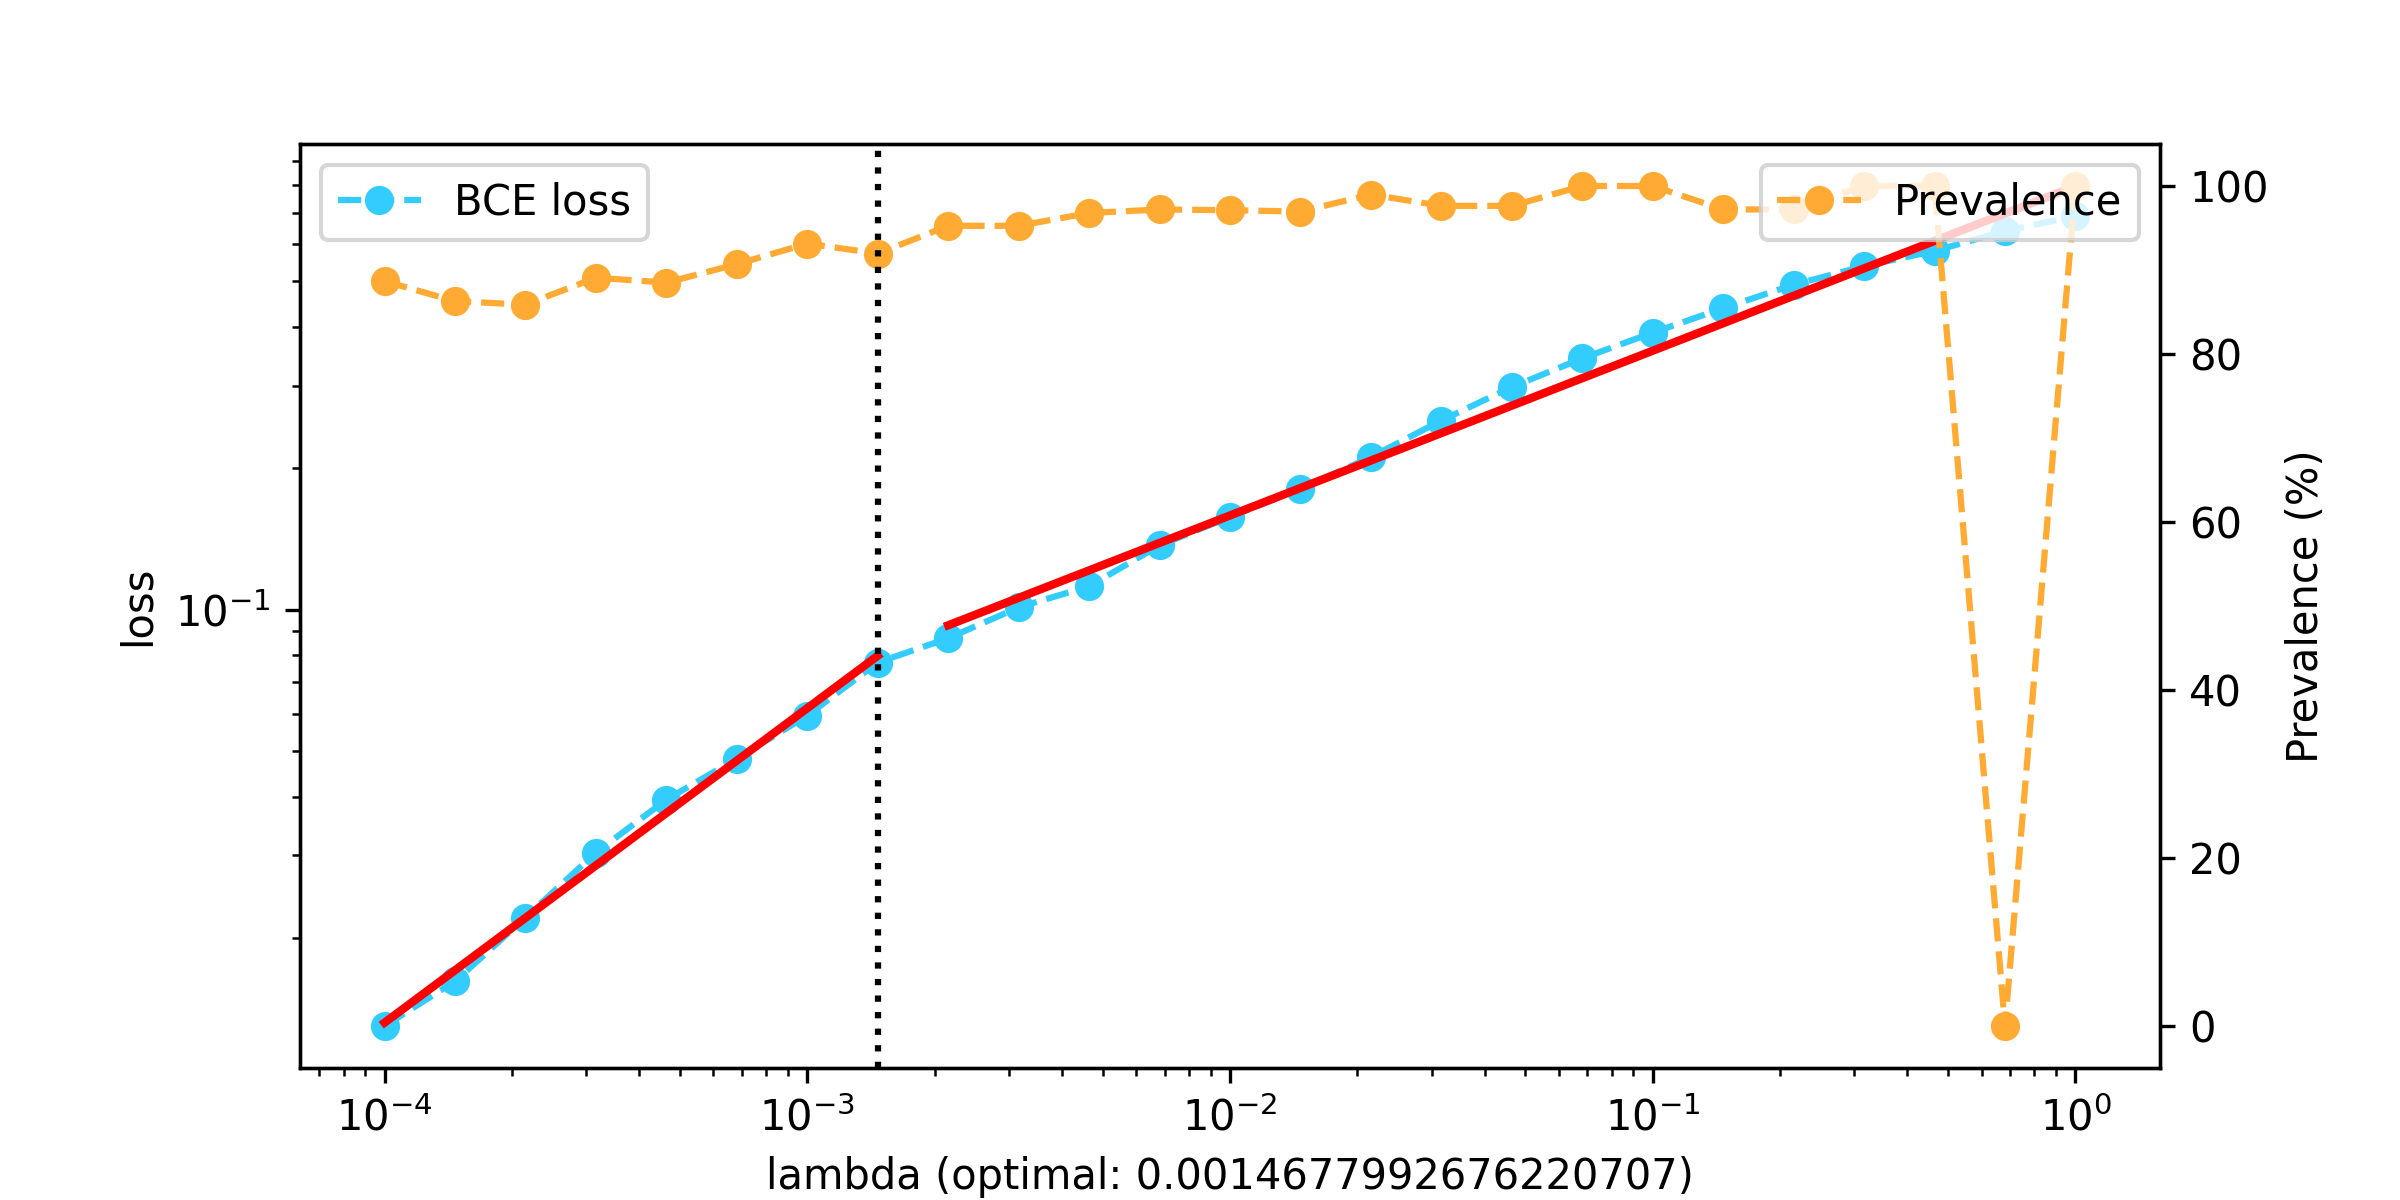 BCE loss
Prevalence
loss
10⁻¹
100
80
60
40
20
0
Prevalence (%)
10⁻⁴ 10⁻³ 10⁻² 10⁻¹ 10⁰
lambda (optimal: 0.0014677992676220707)